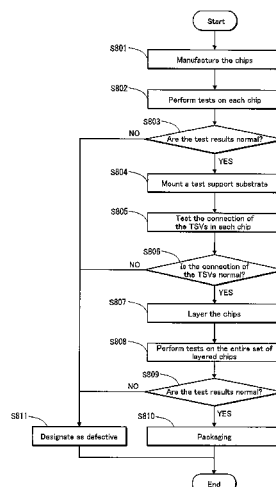 Start
S801
Manufacture the chips
S802
Perform tests on each chip
S803
NO
Are the test results normal?
YES
S804
Mount a test support substrate
S805
Test the connection
of the TSVs in each chip
S806
NO
Is the connection
of the TSVs normal?
YES
S807
Layer the chips
S808
Perform tests on the entire set of
layered chips
S809
NO
Are the test results normal?
YES
S811
S810
Designate as defective
Packaging
End